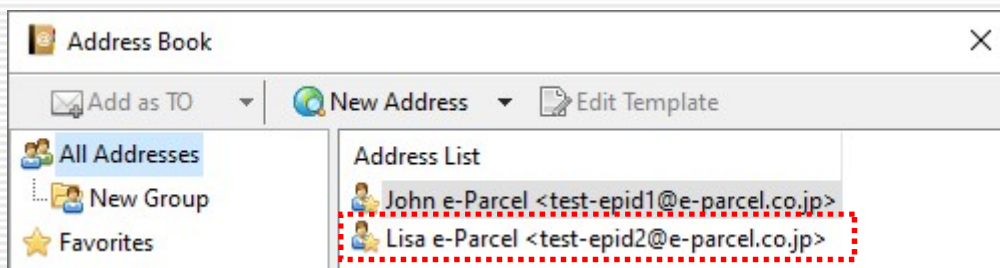 Address Book
Add as TO New Address Edit Template
All Addresses
New Group
Favorites
Address List
John e-Parcel <test-epid1@e-parcel.co.jp>
Lisa e-Parcel <test-epid2@e-parcel.co.jp>